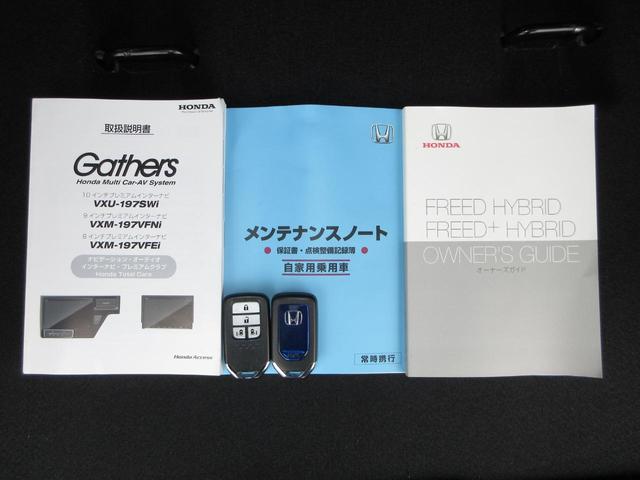 HONDA
取扱説明書
Gathers
Honda Multi Car-AV System
10インチプレミアムインターナビ
VXU-197SWi
9インチプレミアムインターナビ
VXM-197VFNi
8インチプレミアムインターナビ
VXM-197VFEi
ナビゲーション・オーディオ
インターナビ・プレミアムクラブ
Honda Total Care
Honda Access
メンテナンスノート
保証書・点検整備記録簿
自家用乗用車
常時携行
HONDA
FREED HYBRID
FREED+ HYBRID
OWNER'S GUIDE
オーナーズガイド